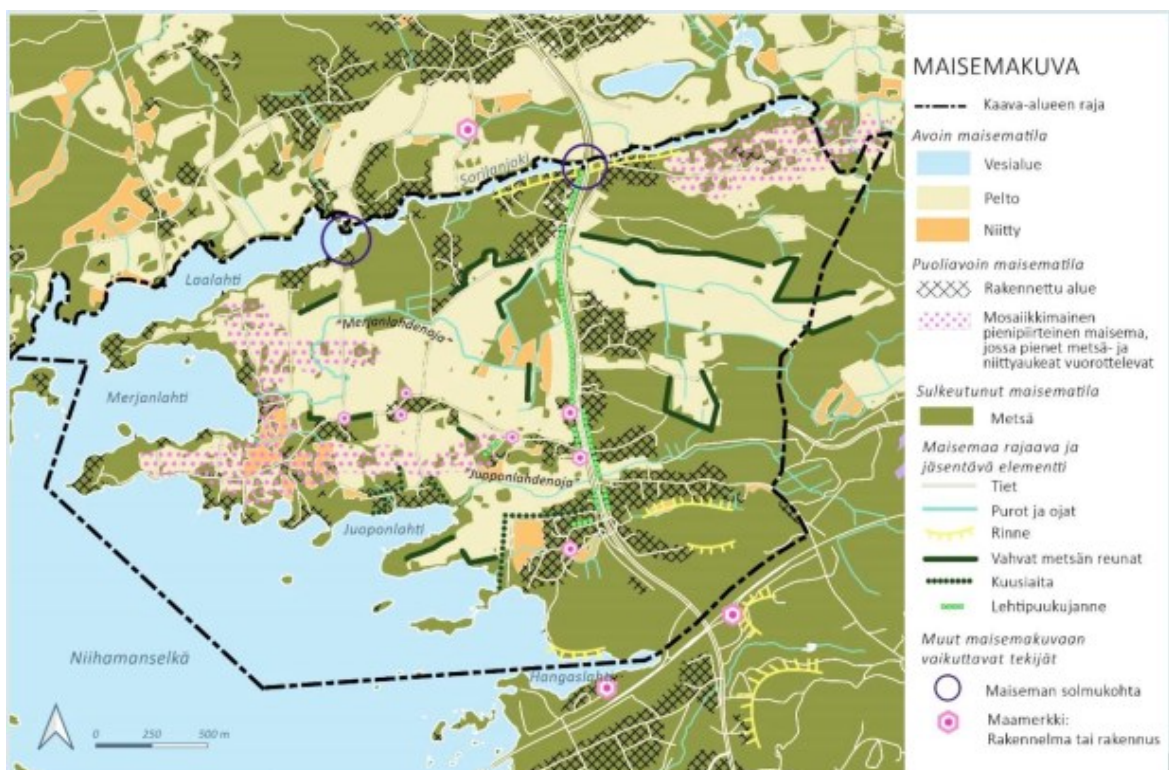 Sorilanjoki
Laalahti
"Merjanlahdenoja"
Merjanlahti
"Juoponlahdenoja"
Juoponlahti
Niihamanselkä
Hangaslahti
0 250 500 m
MAISEMAKUVA
Kaava-alueen raja
Avoin maisematila
Vesialue
Pelto
Niitty
Puoliavoin maisematila
Rakennettu alue
Mosaiikkimainen
pienipiirteinen maisema,
jossa pienet metsä- ja
niittyaukeat vuorottelevat
Sulkeutunut maisematila
Metsä
Maisemaa rajaava ja
jäsentävä elementti
Tiet
Purot ja ojat
Rinne
Vahvat metsän reunat
Kuusiaita
Lehtipuukujanne
Muut maisemakuvaan
vaikuttavat tekijät
Maiseman solmukohta
Maamerkki:
Rakennelma tai rakennus